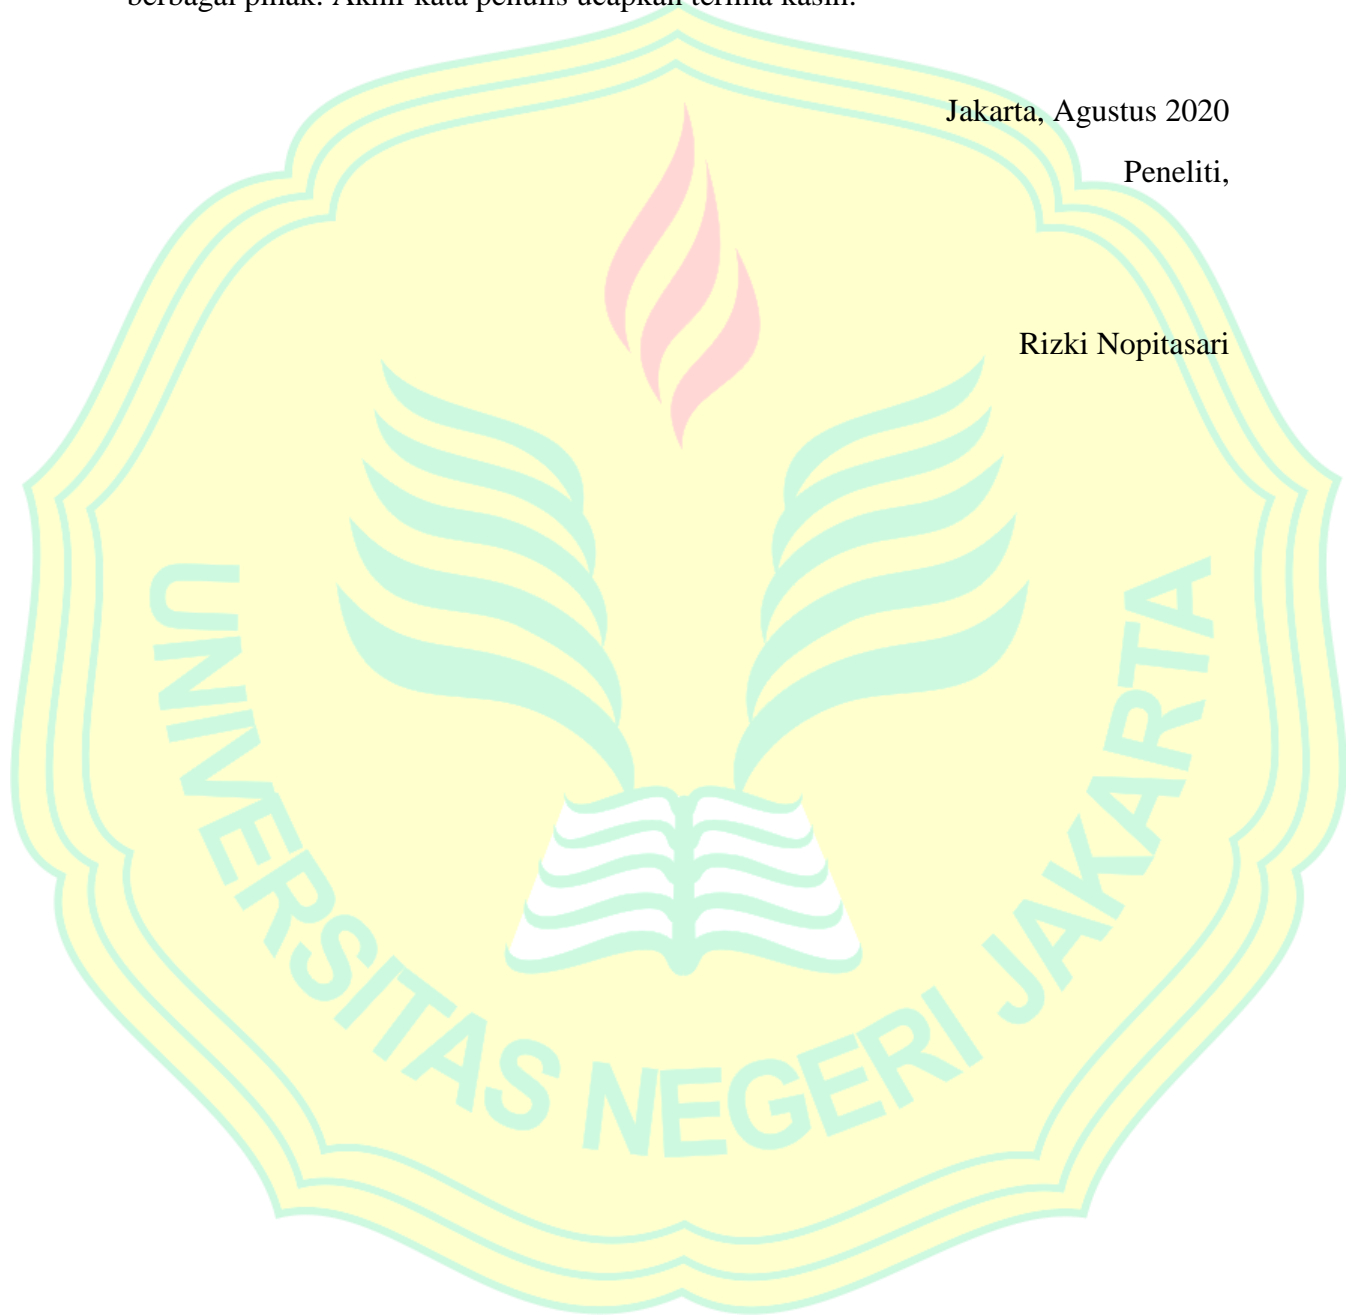 berbagai pihak. Akhir kata penulis ucapkan terima kasih.
Jakarta, Agustus 2020
Peneliti,
Rizki Nopitasari
UNIVERSITAS NEGERI JAKARTA